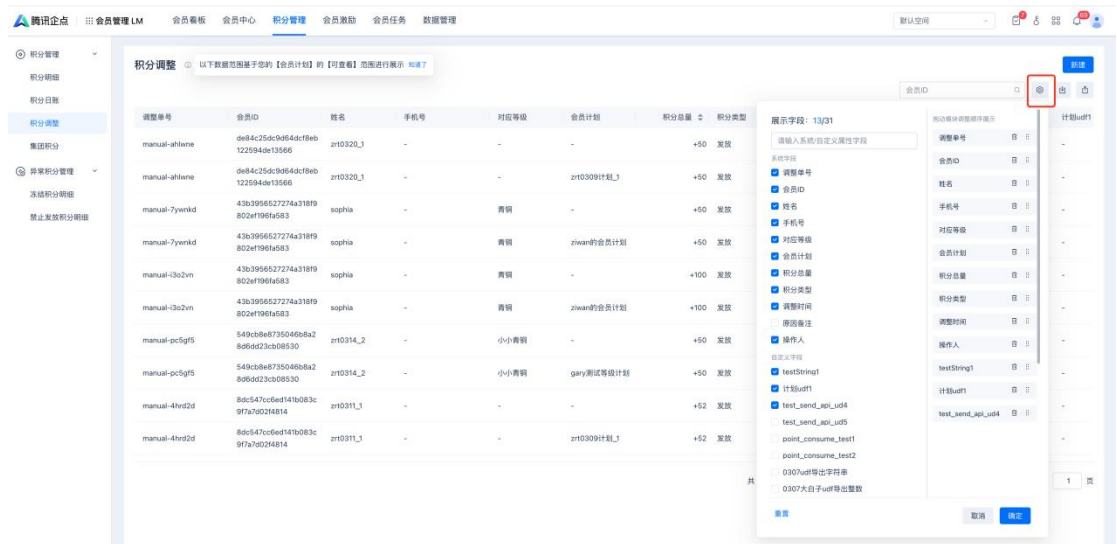 腾讯企点 会员管理 LM 会员看板 会员中心 积分管理 会员激励 会员任务 数据管理 默认空间 63
积分管理
积分明细
积分日账
积分调整
集团积分
异常积分管理
冻结积分明细
禁止发放积分明细
积分调整 以下数据范围基于您的【会员计划】的【可查看】范围进行展示 知道了
新建
会员ID
调整单号 会员ID 姓名 手机号 对应等级 会员计划 积分总量 积分类型 计划udf1
manual-ahlwne de84c25dc9d64dcf8eb122594de13566 zrt0320_1 - - - +50 发放 -
manual-ahlwne de84c25dc9d64dcf8eb122594de13566 zrt0320_1 - - zrt0309计划_1 +50 发放 -
manual-7ywnkd 43b3956527274a318f9802ef196fa583 sophia - 青铜 - +50 发放 -
manual-7ywnkd 43b3956527274a318f9802ef196fa583 sophia - 青铜 ziwan的会员计划 +50 发放 -
manual-i3o2vn 43b3956527274a318f9802ef196fa583 sophia - 青铜 - +100 发放 -
manual-i3o2vn 43b3956527274a318f9802ef196fa583 sophia - 青铜 ziwan的会员计划 +100 发放 -
manual-pc5gf5 549cb8e8735046b8a28d6dd23cb08530 zrt0314_2 - 小小青铜 - +50 发放 -
manual-pc5gf5 549cb8e8735046b8a28d6dd23cb08530 zrt0314_2 - 小小青铜 gary测试等级计划 +50 发放 -
manual-4hrd2d 8dc547cc6ed141b083c9f7a7d02f4814 zrt0311_1 - - - +52 发放 -
manual-4hrd2d 8dc547cc6ed141b083c9f7a7d02f4814 zrt0311_1 - - zrt0309计划_1 +52 发放 -
共 1 页
展示字段：13/31
请输入系统/自定义属性字段
系统字段
调整单号
会员ID
姓名
手机号
对应等级
会员计划
积分总量
积分类型
调整时间
原因备注
操作人
自定义字段
testString1
计划udf1
test_send_api_ud4
test_send_api_ud5
point_consume_test1
point_consume_test2
0307udf导出字符串
0307大白子udf导出整数
拖动模块调整顺序展示
调整单号
会员ID
姓名
手机号
对应等级
会员计划
积分总量
积分类型
调整时间
操作人
testString1
计划udf1
test_send_api_ud4
重置 取消 确定